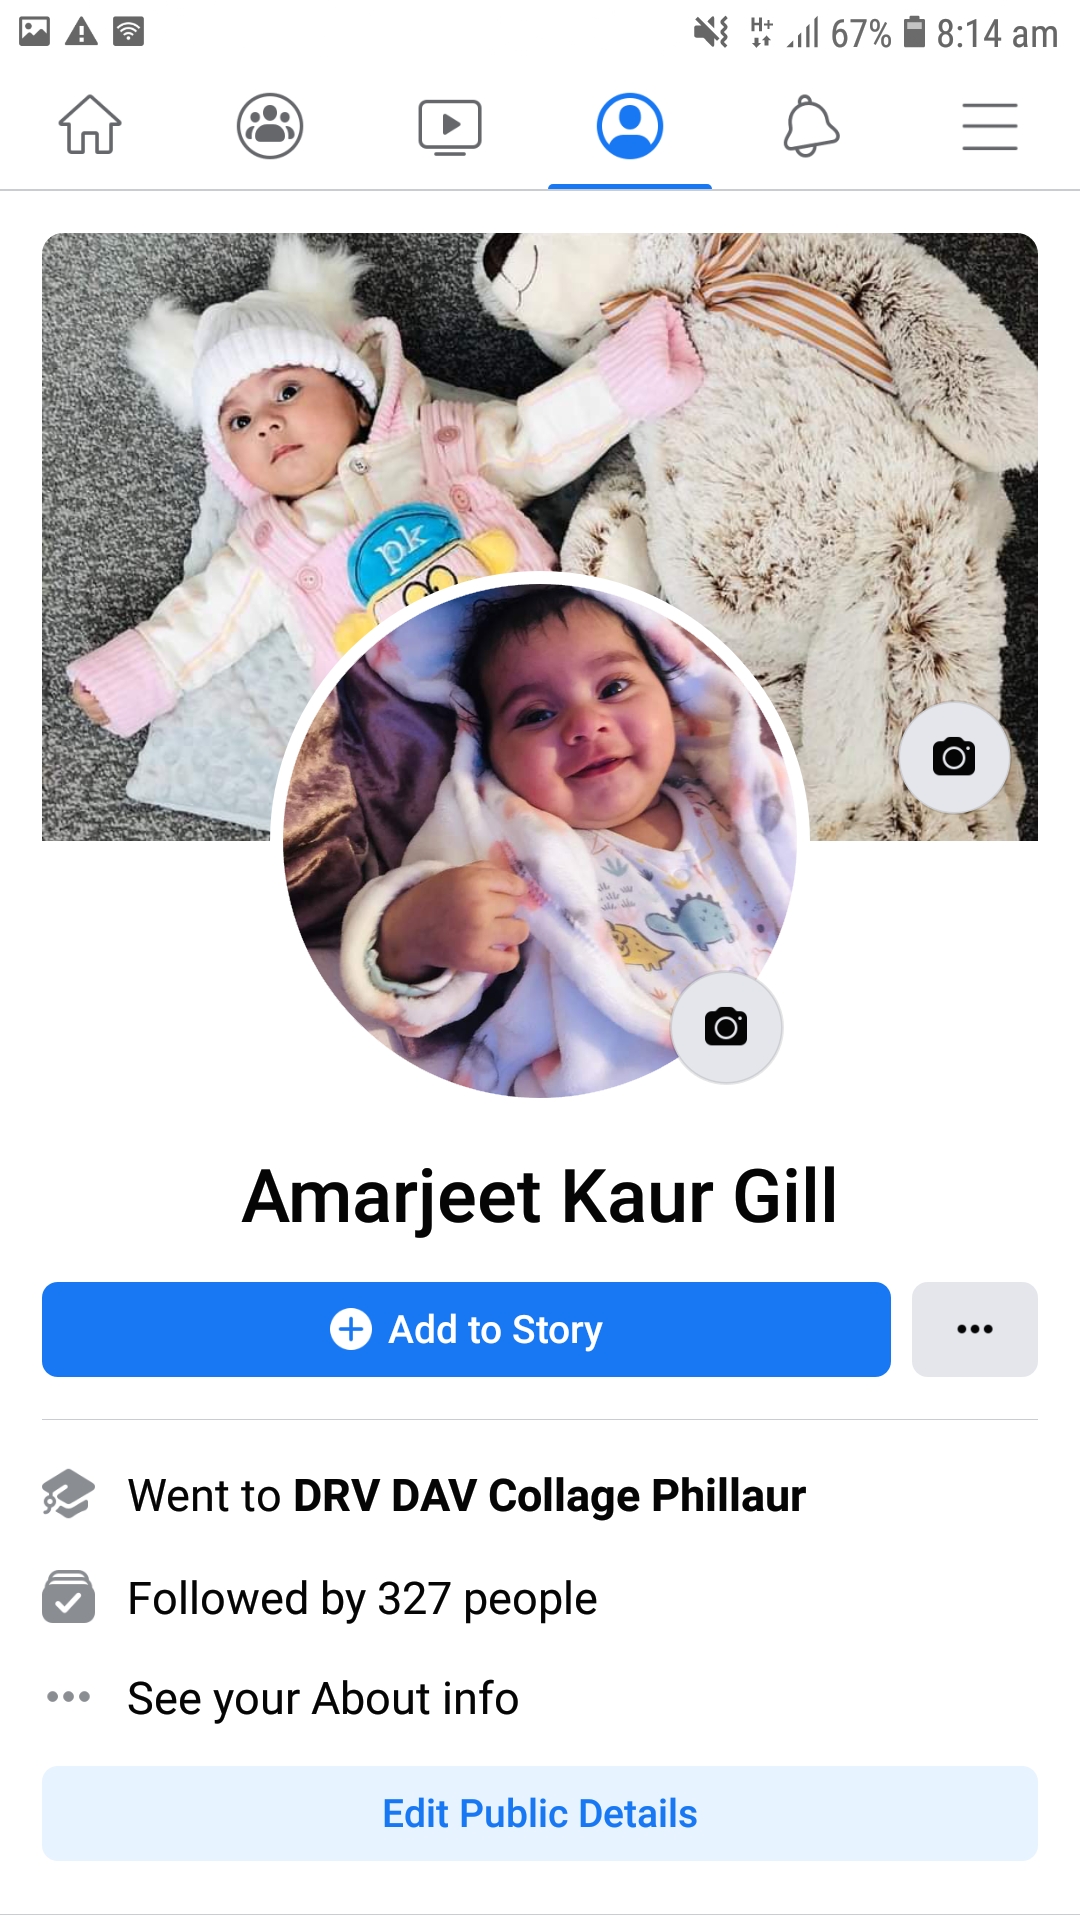 H+ 67% 8:14 am
pk
Amarjeet Kaur Gill
Add to Story
Went to DRV DAV Collage Phillaur
Followed by 327 people
See your About info
Edit Public Details